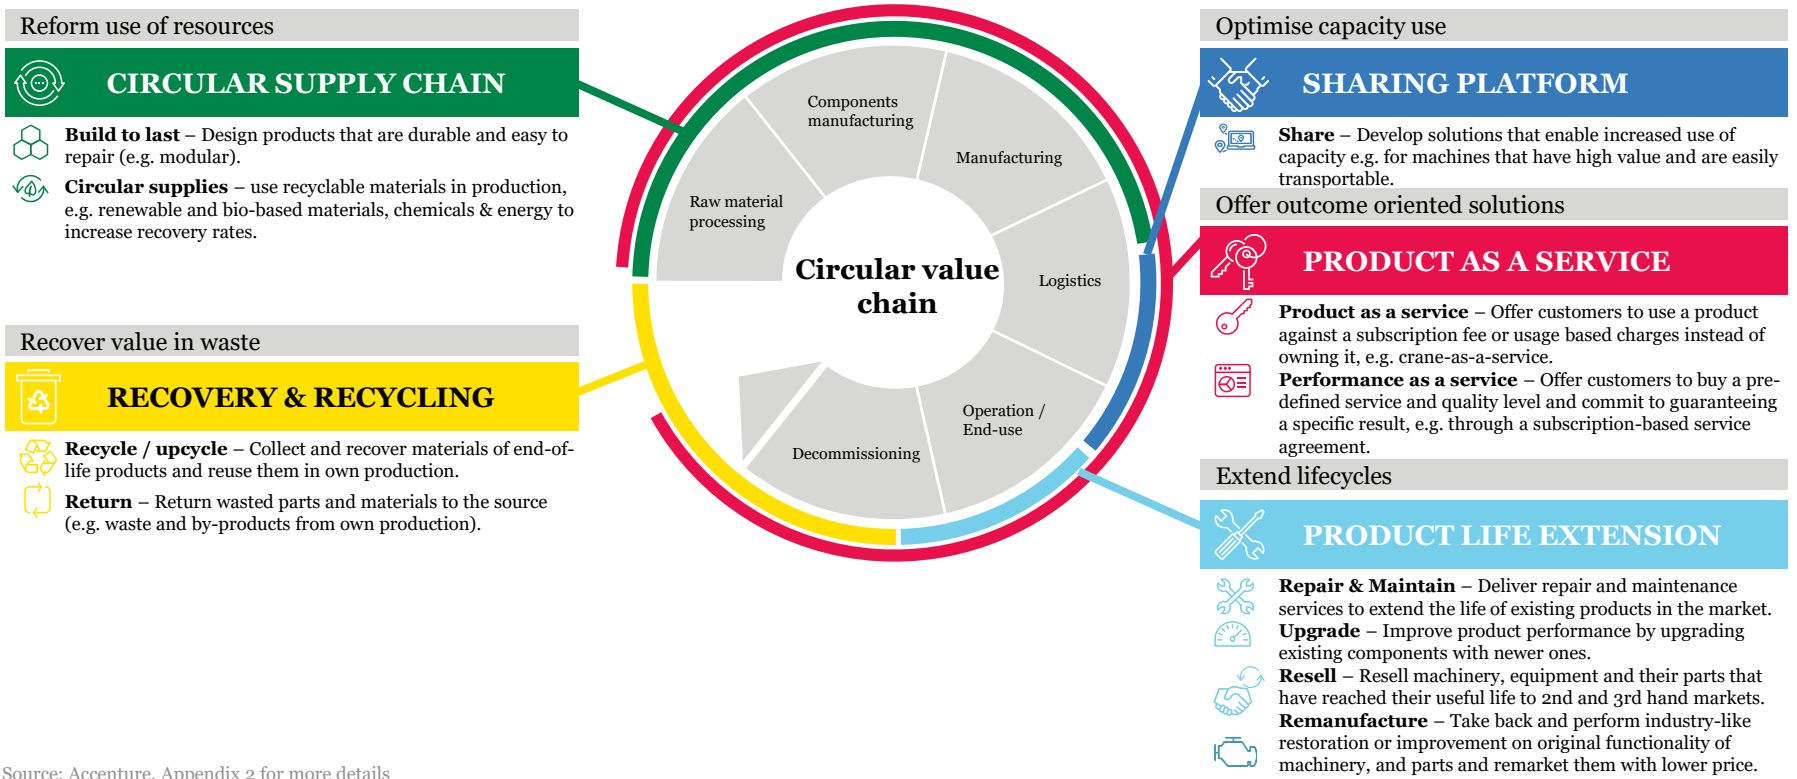 Reform use of resources
CIRCULAR SUPPLY CHAIN
Build to last – Design products that are durable and easy to
repair (e.g. modular).
Circular supplies – use recyclable materials in production,
e.g. renewable and bio-based materials, chemicals & energy to
increase recovery rates.
Recover value in waste
RECOVERY & RECYCLING
Recycle / upcycle – Collect and recover materials of end-of-
life products and reuse them in own production.
Return – Return wasted parts and materials to the source
(e.g. waste and by-products from own production).
Components
manufacturing
Manufacturing
Raw material
processing
Circular value
chain
Logistics
Operation /
End-use
Decommissioning
Optimise capacity use
SHARING PLATFORM
Share – Develop solutions that enable increased use of
capacity e.g. for machines that have high value and are easily
transportable.
Offer outcome oriented solutions
PRODUCT AS A SERVICE
Product as a service – Offer customers to use a product
against a subscription fee or usage based charges instead of
owning it, e.g. crane-as-a-service.
Performance as a service – Offer customers to buy a pre-
defined service and quality level and commit to guaranteeing
a specific result, e.g. through a subscription-based service
agreement.
Extend lifecycles
PRODUCT LIFE EXTENSION
Repair & Maintain – Deliver repair and maintenance
services to extend the life of existing products in the market.
Upgrade – Improve product performance by upgrading
existing components with newer ones.
Resell – Resell machinery, equipment and their parts that
have reached their useful life to 2nd and 3rd hand markets.
Remanufacture – Take back and perform industry-like
restoration or improvement on original functionality of
machinery, and parts and remarket them with lower price.
Source: Accenture, Appendix 2 for more details